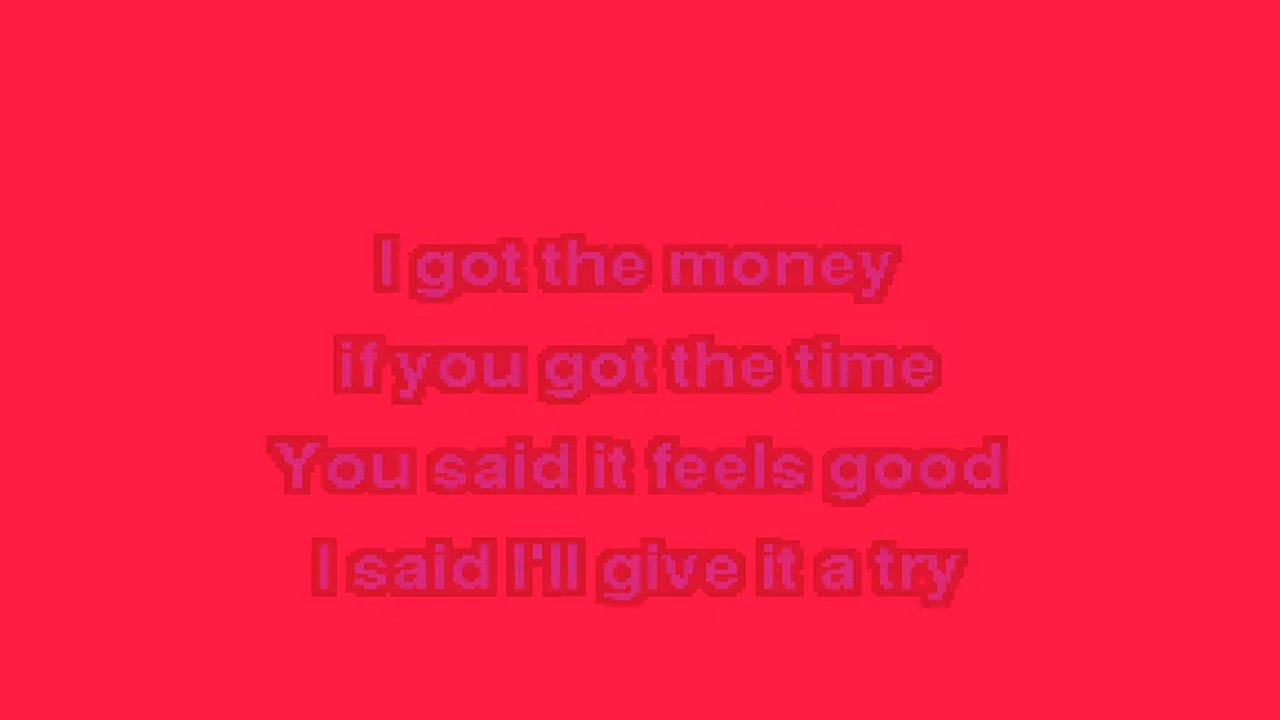 I got the money
if you got the time
You said it feels good
I said I'll give it a try